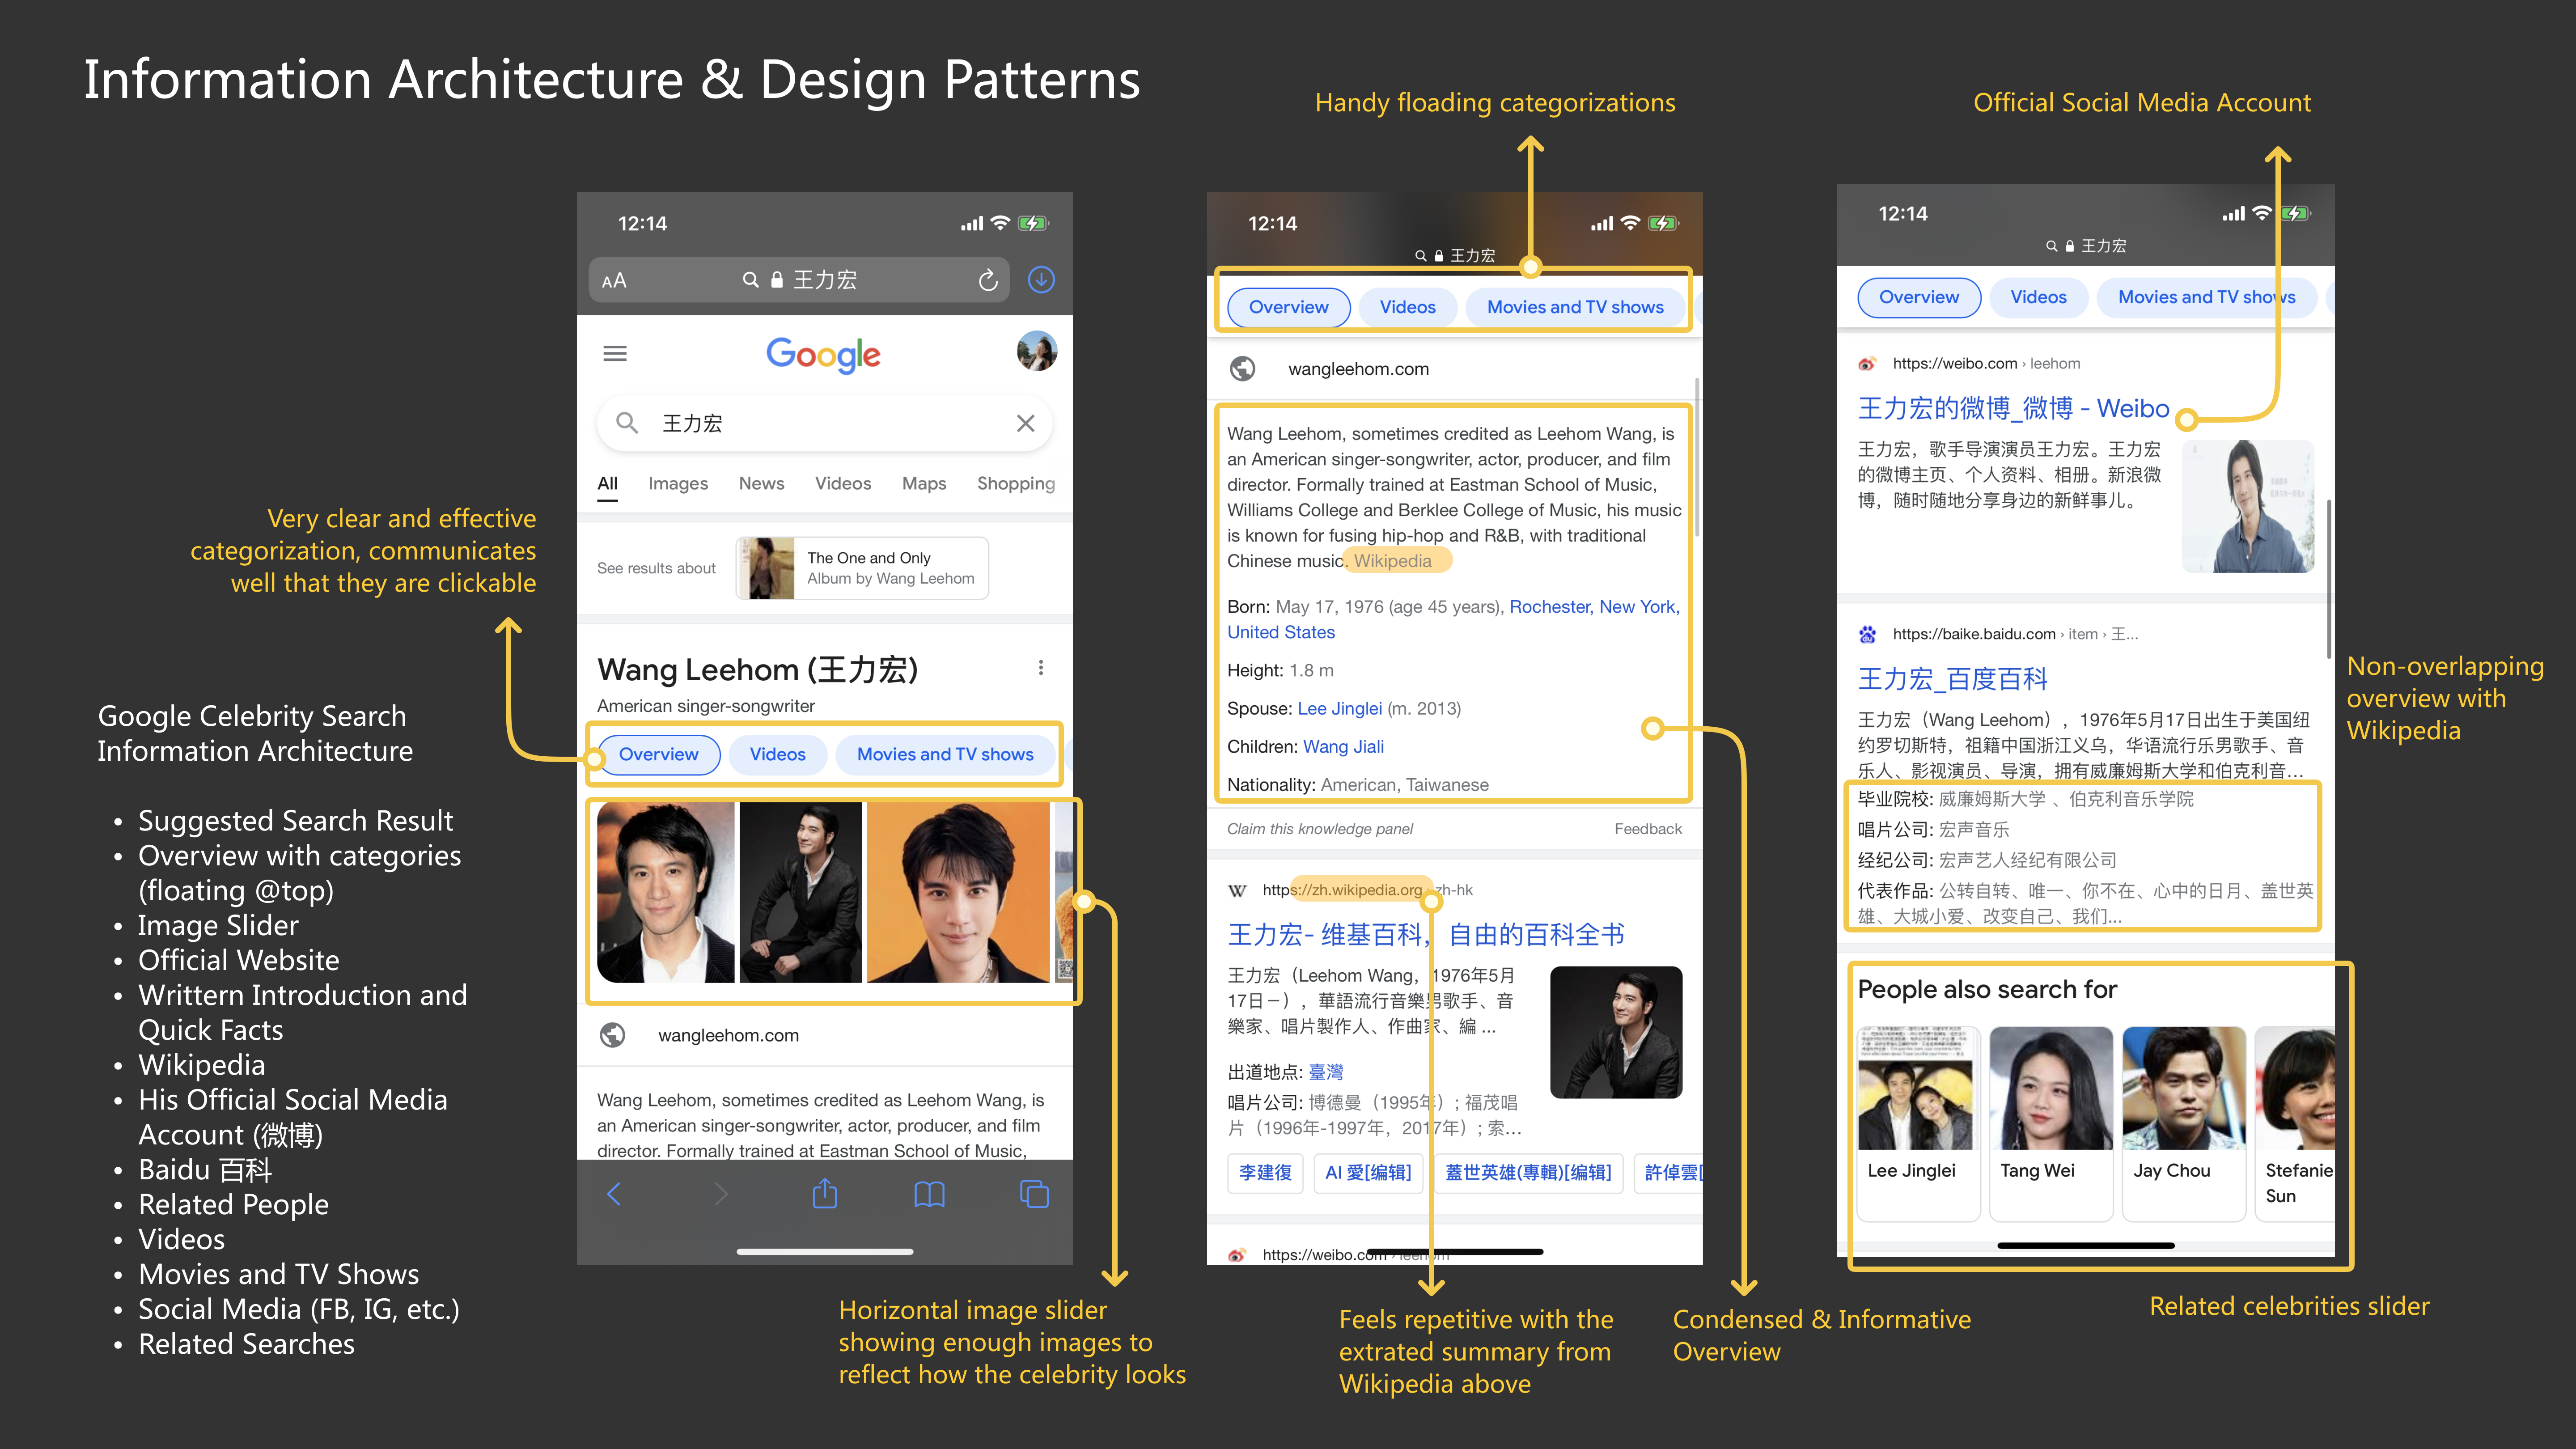 Information Architecture & Design Patterns
Google Celebrity Search
Information Architecture
• Suggested Search Result
• Overview with categories
(floating @top)
• Image Slider
• Official Website
• Writtern Introduction and
Quick Facts
• Wikipedia
• His Official Social Media
Account (微博)
• Baidu 百科
• Related People
• Videos
• Movies and TV Shows
• Social Media (FB, IG, etc.)
• Related Searches
Very clear and effective
categorization, communicates
well that they are clickable
12:14
AA 王力宏
Google
王力宏
All Images News Videos Maps Shopping
See results about
The One and Only
Album by Wang Leehom
Wang Leehom (王力宏)
American singer-songwriter
Overview Videos Movies and TV shows
wangleehom.com
Wang Leehom, sometimes credited as Leehom Wang, is
an American singer-songwriter, actor, producer, and film
director. Formally trained at Eastman School of Music,
Horizontal image slider
showing enough images to
reflect how the celebrity looks
Handy floading categorizations
12:14
王力宏
Overview Videos Movies and TV shows
wangleehom.com
Wang Leehom, sometimes credited as Leehom Wang, is
an American singer-songwriter, actor, producer, and film
director. Formally trained at Eastman School of Music,
Williams College and Berklee College of Music, his music
is known for fusing hip-hop and R&B, with traditional
Chinese music. Wikipedia
Born: May 17, 1976 (age 45 years), Rochester, New York,
United States
Height: 1.8 m
Spouse: Lee Jinglei (m. 2013)
Children: Wang Jiali
Nationality: American, Taiwanese
Claim this knowledge panel Feedback
W https://zh.wikipedia.org › zh-hk
王力宏- 维基百科，自由的百科全书
王力宏（Leehom Wang，1976年5月
17日－），華語流行音樂男歌手、音
樂家、唱片製作人、作曲家、編 ...
出道地点: 臺灣
唱片公司: 博德曼（1995年）; 福茂唱
片（1996年-1997年，2017年）; 索...
李建復 AI 愛[编辑] 蓋世英雄(專輯)[编辑] 許倬雲[
https://weibo.com › leehom
Feels repetitive with the
extrated summary from
Wikipedia above
Condensed & Informative
Overview
Official Social Media Account
12:14
王力宏
Overview Videos Movies and TV shows
https://weibo.com › leehom
王力宏的微博_微博 - Weibo
王力宏，歌手导演演员王力宏。王力宏
的微博主页、个人资料、相册。新浪微
博，随时随地分享身边的新鲜事儿。
https://baike.baidu.com › item › 王...
王力宏_百度百科
王力宏（Wang Leehom），1976年5月17日出生于美国纽
约罗切斯特，祖籍中国浙江义乌，华语流行乐男歌手、音
乐人、影视演员、导演，拥有威廉姆斯大学和伯克利音...
毕业院校: 威廉姆斯大学 、伯克利音乐学院
唱片公司: 宏声音乐
经纪公司: 宏声艺人经纪有限公司
代表作品: 公转自转、唯一、你不在、心中的日月、盖世英
雄、大城小爱、改变自己、我们...
People also search for
Lee Jinglei Tang Wei Jay Chou Stefanie
Sun
Non-overlapping
overview with
Wikipedia
Related celebrities slider